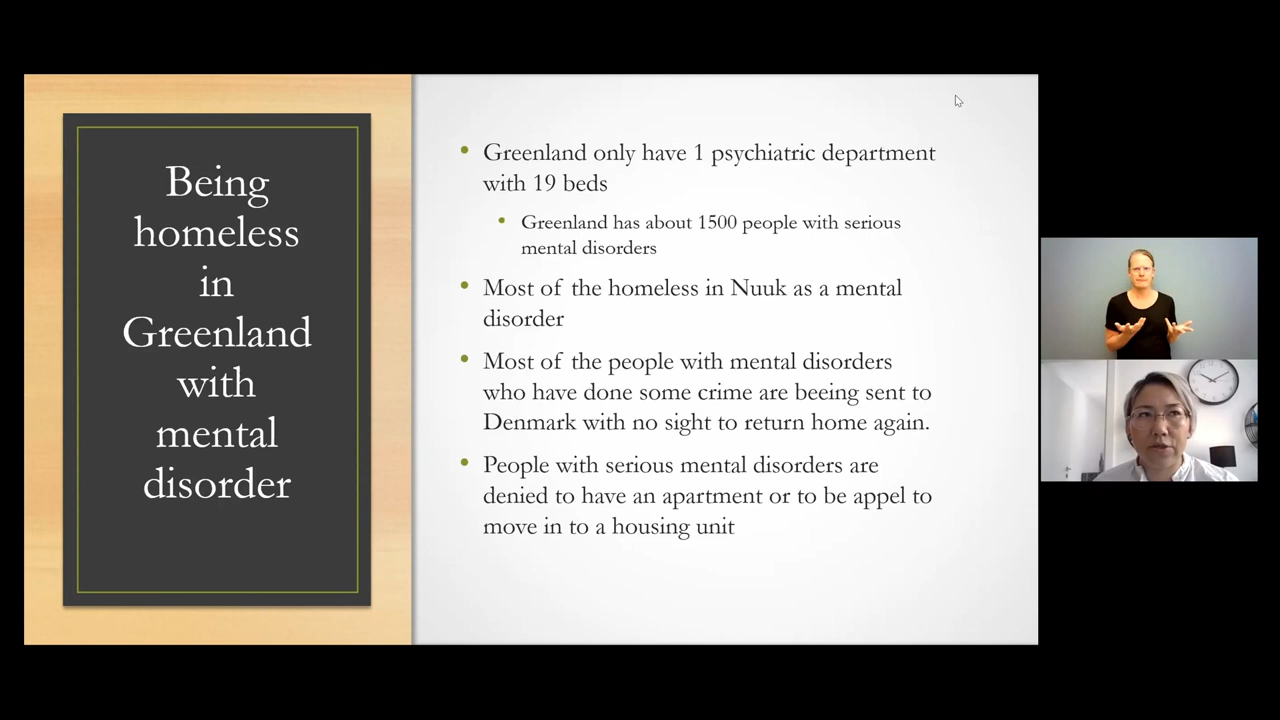 Being
homeless
in
Greenland
with
mental
disorder
Greenland only have 1 psychiatric department
with 19 beds
Greenland has about 1500 people with serious
mental disorders
Most of the homeless in Nuuk as a mental
disorder
Most of the people with mental disorders
who have done some crime are beeing sent to
Denmark with no sight to return home again.
People with serious mental disorders are
denied to have an apartment or to be appel to
move in to a housing unit